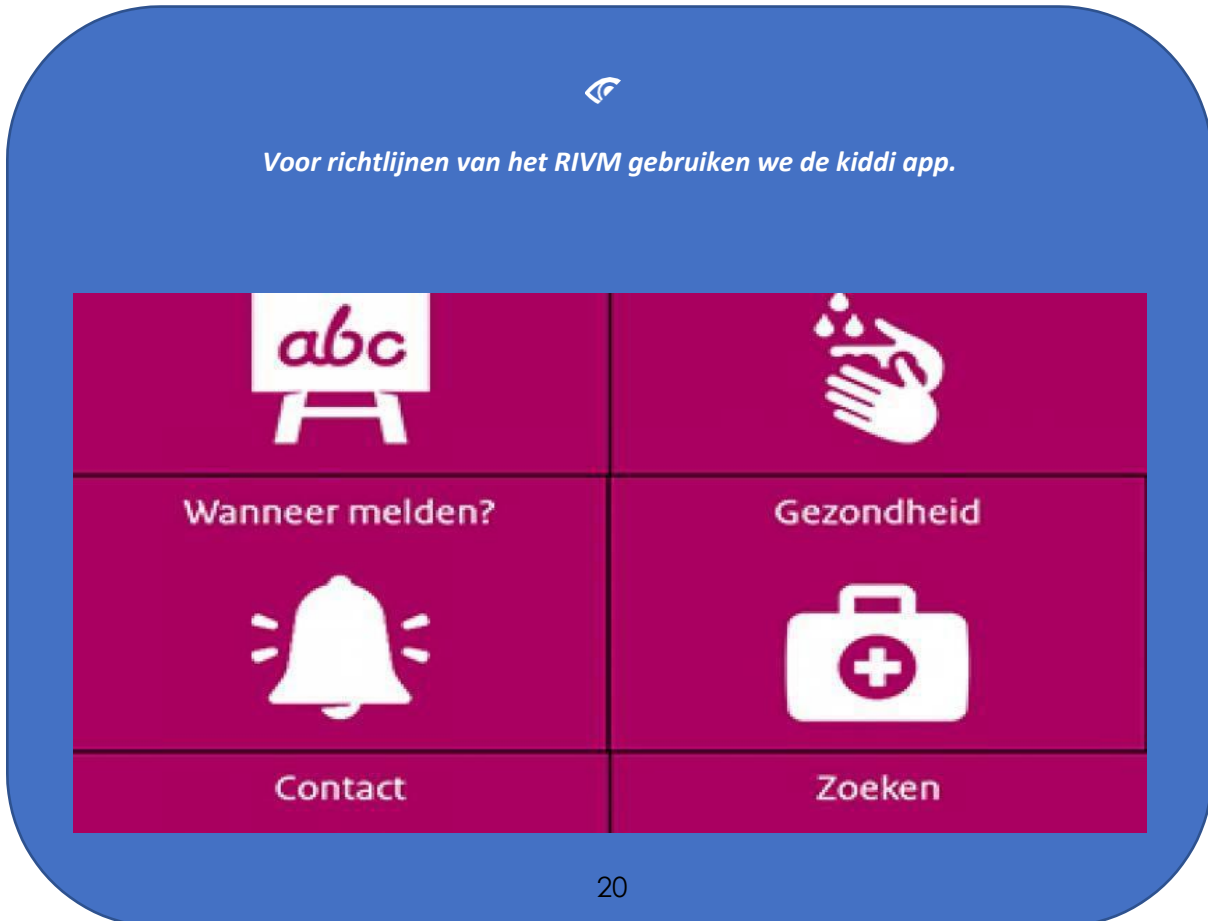 Voor richtlijnen van het RIVM gebruiken we de kiddi app.
abc
Wanneer melden?
Gezondheid
Contact
Zoeken
20